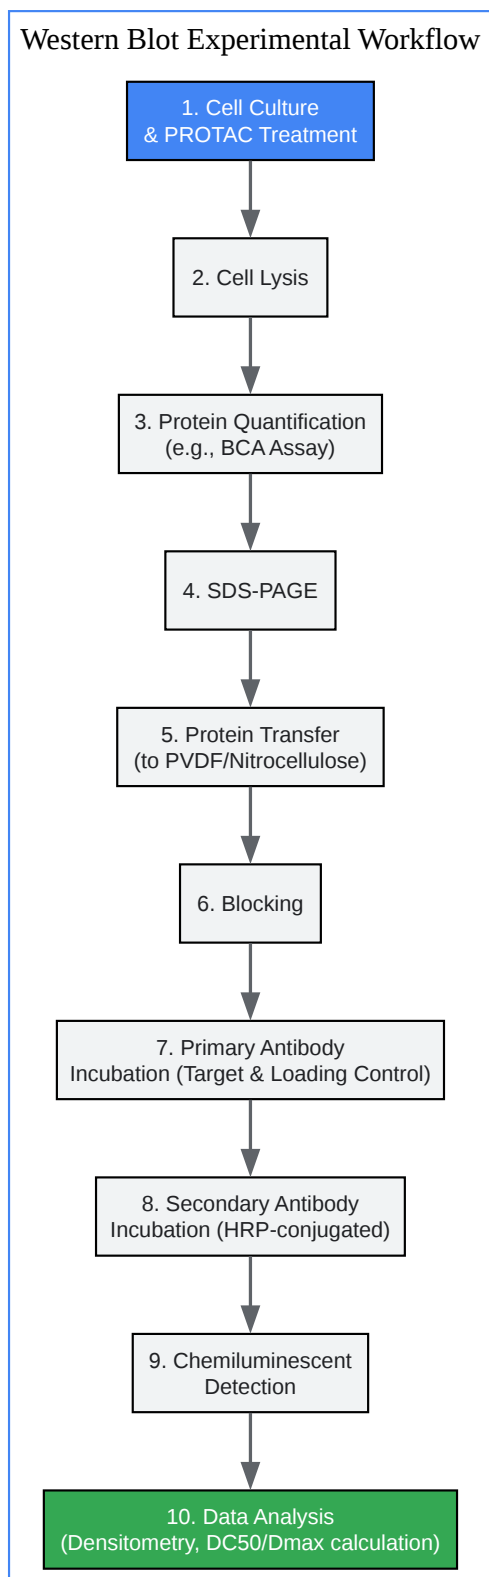 Western Blot Experimental Workflow
1. Cell Culture
& PROTAC Treatment
2. Cell Lysis
3. Protein Quantification
(e.g., BCA Assay)
4. SDS-PAGE
5. Protein Transfer
(to PVDF/Nitrocellulose)
6. Blocking
7. Primary Antibody
Incubation (Target & Loading Control)
8. Secondary Antibody
Incubation (HRP-conjugated)
9. Chemiluminescent
Detection
10. Data Analysis
(Densitometry, DC50/Dmax calculation)